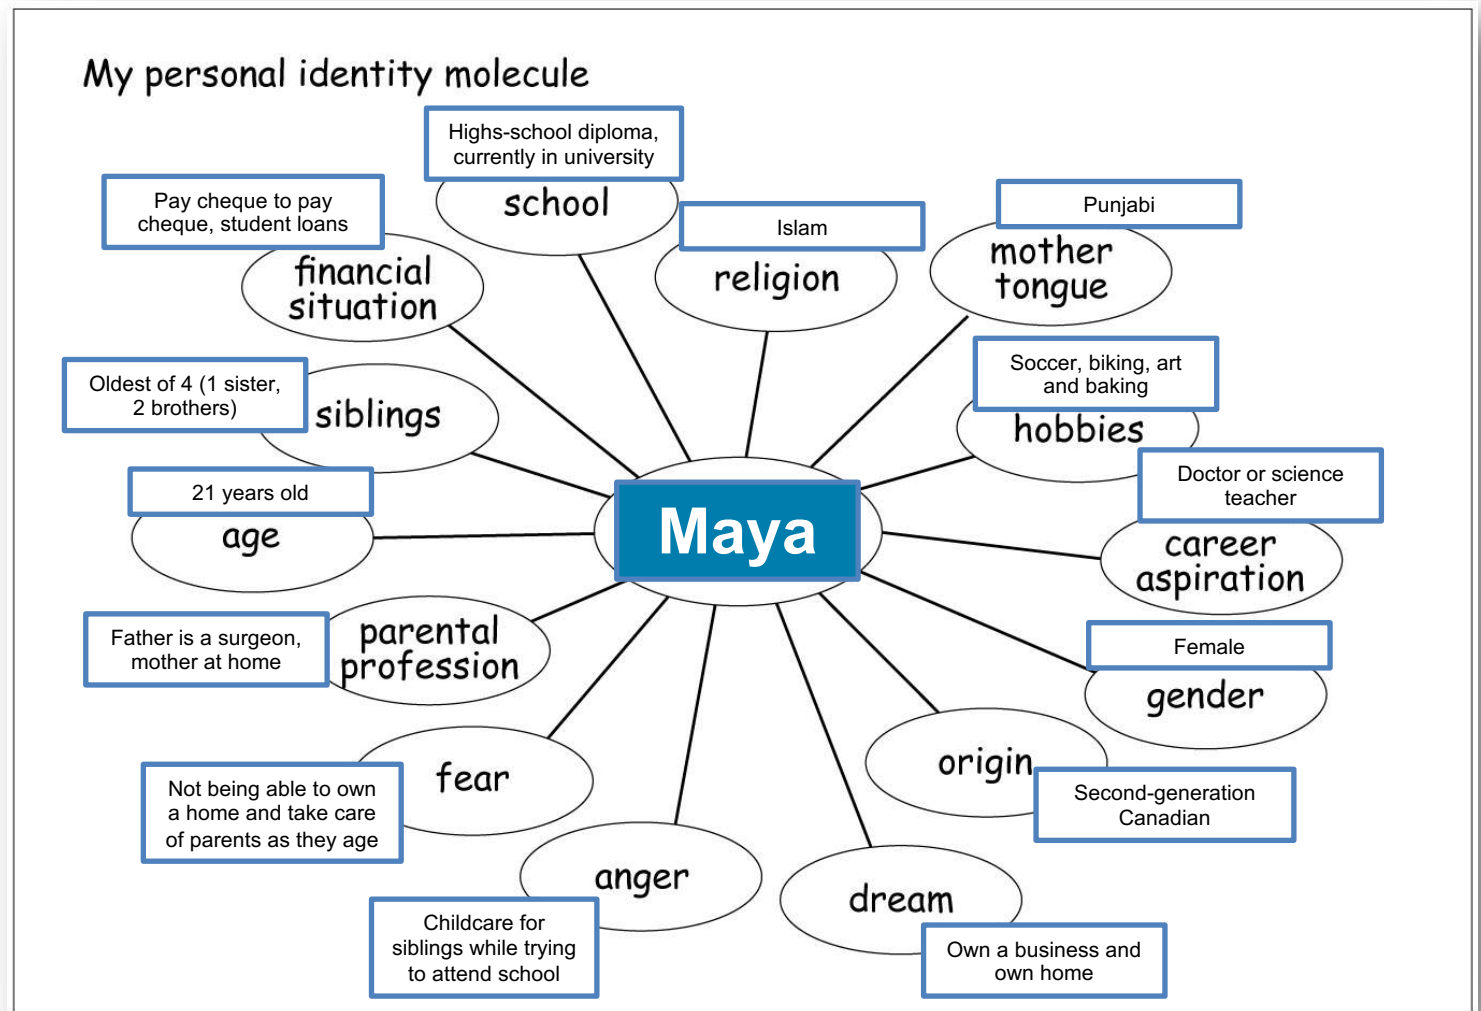 My personal identity molecule
Highs-school diploma,
currently in university
school
Pay cheque to pay
cheque, student loans
financial
situation
Islam
religion
Punjabi
mother
tongue
Oldest of 4 (1 sister,
2 brothers)
siblings
Soccer, biking, art
and baking
hobbies
21 years old
age
Maya
Doctor or science
teacher
career
aspiration
Father is a surgeon,
mother at home
parental
profession
Female
gender
Not being able to own
a home and take care
of parents as they age
fear
origin
Second-generation
Canadian
anger
Childcare for
siblings while trying
to attend school
dream
Own a business and
own home